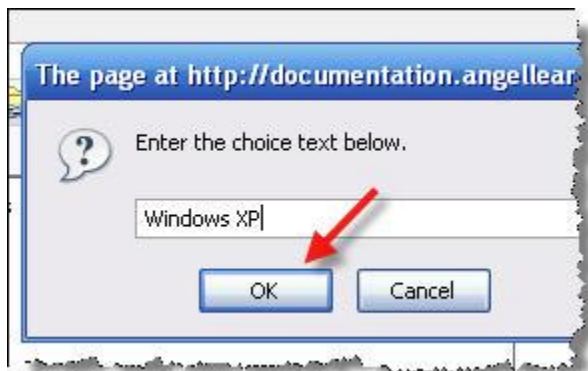 The page at http://documentation.angellear
Enter the choice text below.
Windows XP
OK Cancel